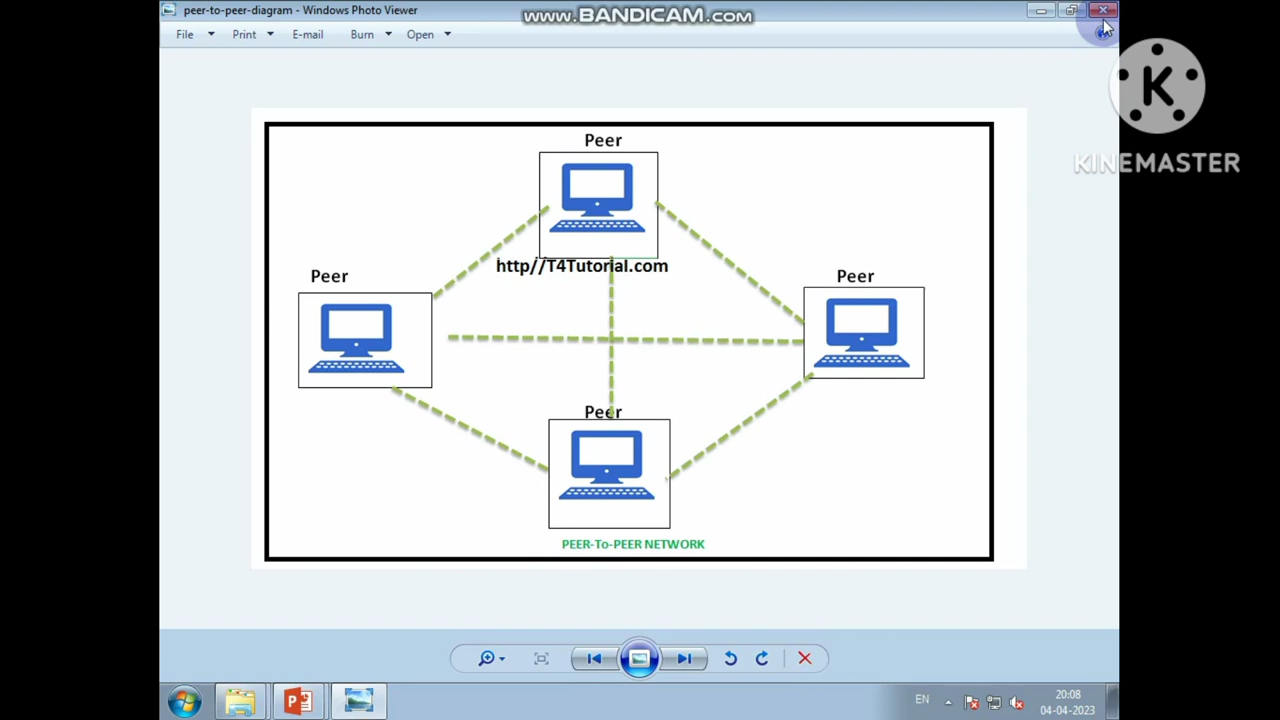 peer-to-peer-diagram - Windows Photo Viewer
www.BANDICAM.com
File Print E-mail Burn Open
K
KINEMASTER
Peer
http//T4Tutorial.com
Peer
Peer
Peer
PEER-To-PEER NETWORK
EN
20:08
04-04-2023